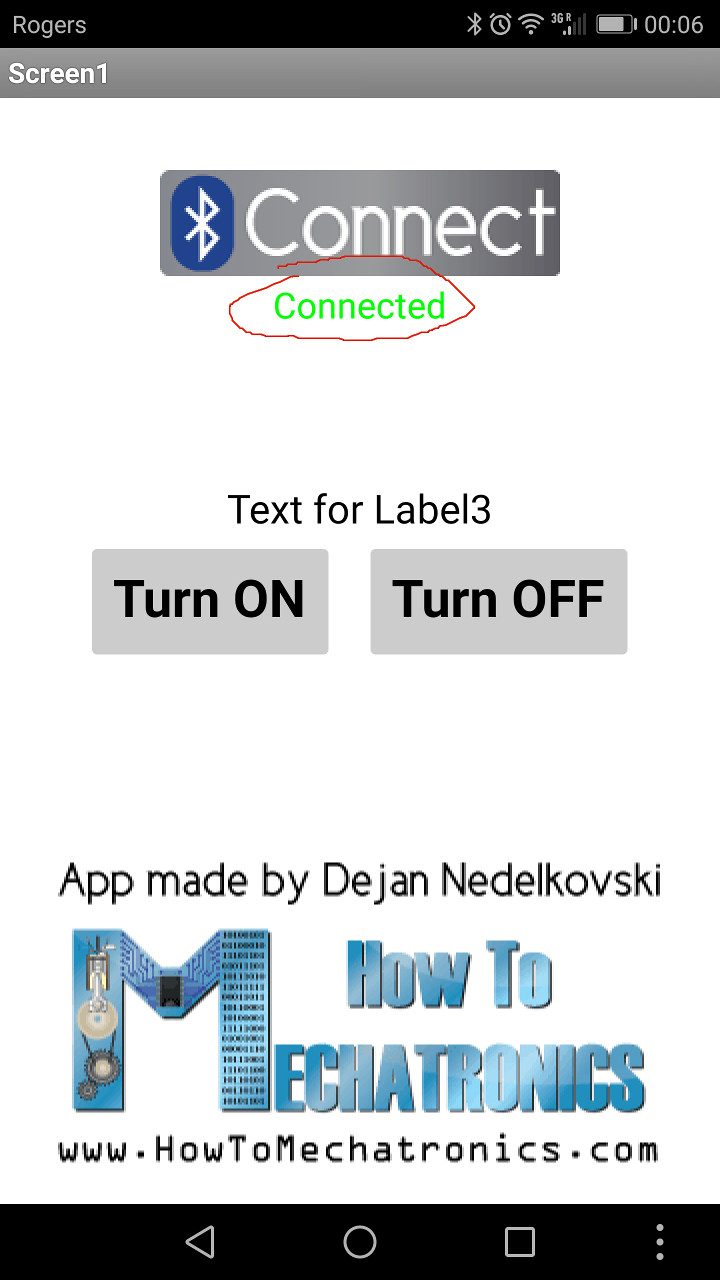 Rogers 3G R 00:06
Screen1
Connect
Connected
Text for Label3
Turn ON Turn OFF
App made by Dejan Nedelkovski
How To
MECHATRONICS
www.HowToMechatronics.com